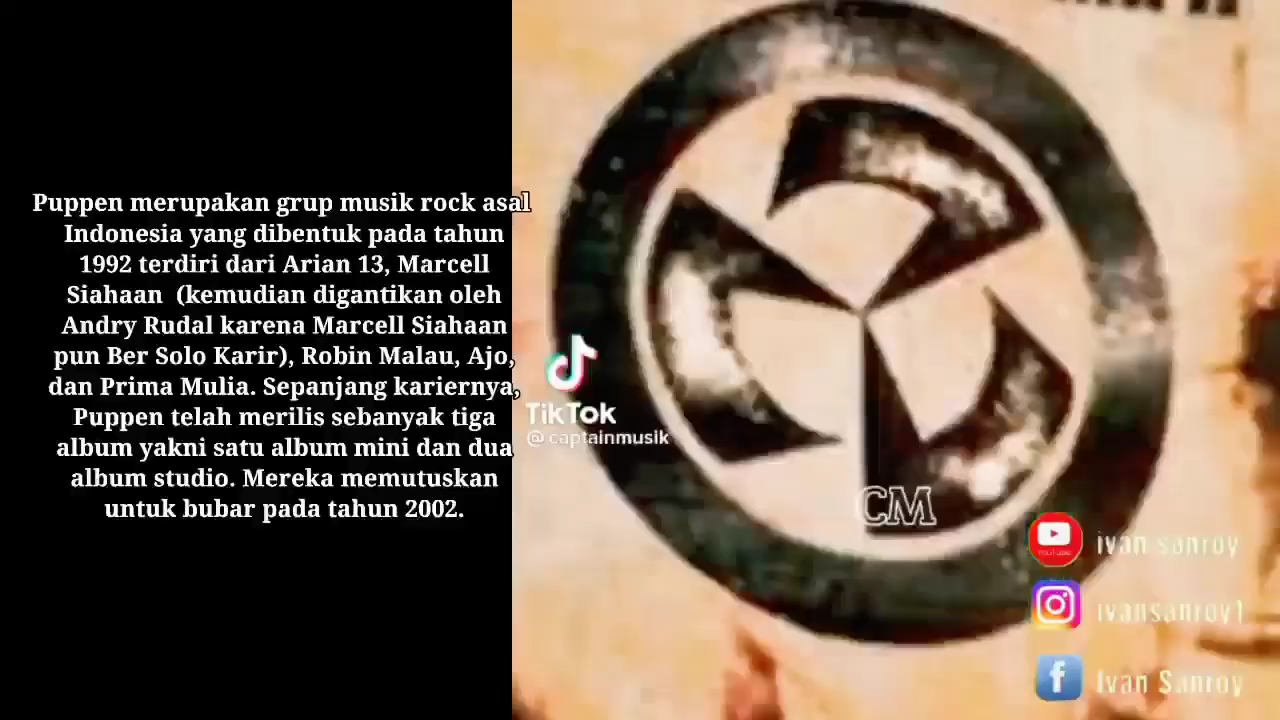 Puppen merupakan grup musik rock asal
Indonesia yang dibentuk pada tahun
1992 terdiri dari Arian 13, Marcell
Siahaan (kemudian digantikan oleh
Andry Rudal karena Marcell Siahaan
pun Ber Solo Karir), Robin Malau, Ajo,
dan Prima Mulia. Sepanjang kariernya,
Puppen telah merilis sebanyak tiga
album yakni satu album mini dan dua
album studio. Mereka memutuskan
untuk bubar pada tahun 2002.
TikTok
@captainmusik
CM
YouTube
ivan sanroy
ivansanroy1
Ivan Sanroy